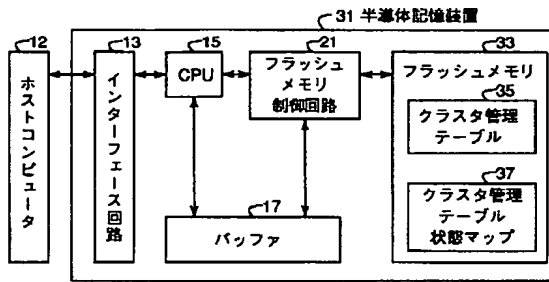 31 半導体記憶装置
12
ホストコンピュータ
13
インターフェース回路
15
CPU
21
フラッシュ
メモリ
制御回路
33
フラッシュメモリ
35
クラスタ管理
テーブル
37
クラスタ管理
テーブル
状態マップ
17
バッファ